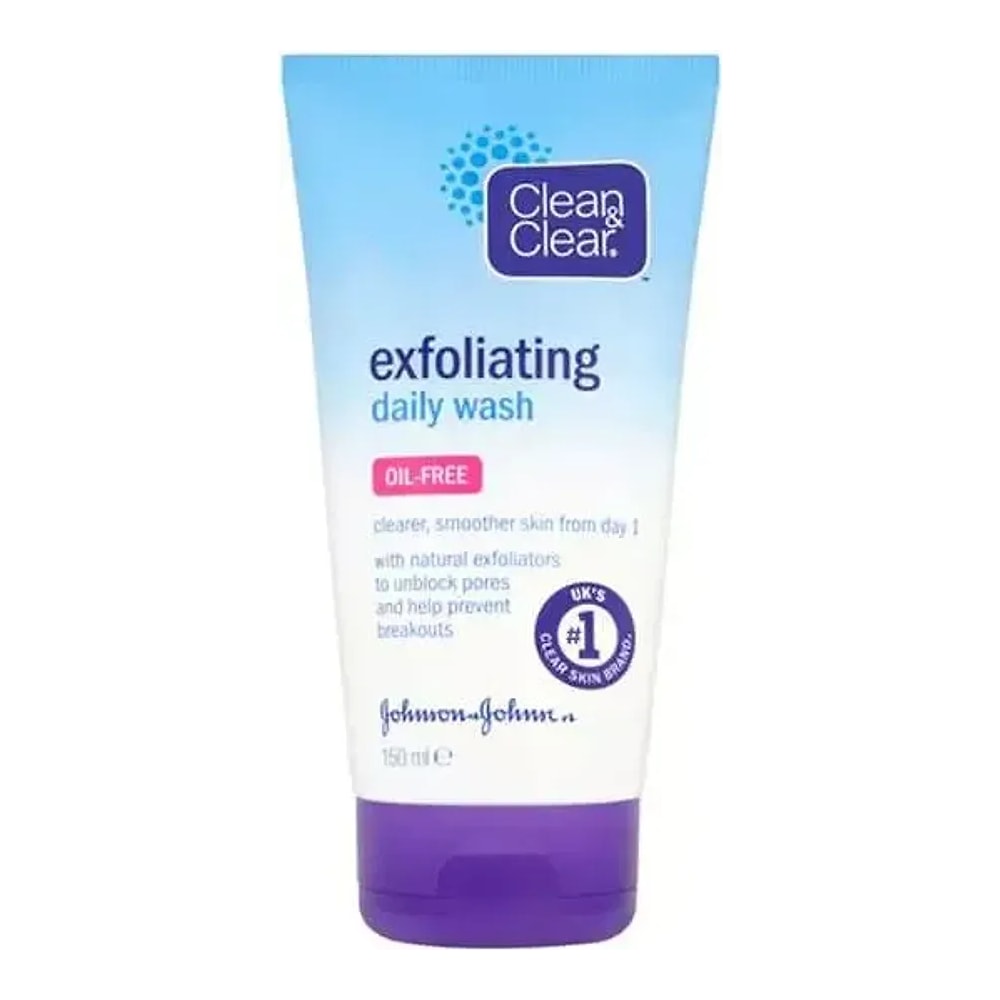 Clean
&
Clear®
™
exfoliating
daily wash
OIL-FREE
clearer, smoother skin from day 1
with natural exfoliators
to unblock pores
and help prevent
breakouts
UK'S
#1
CLEAR SKIN BRAND.
150 ml ℮